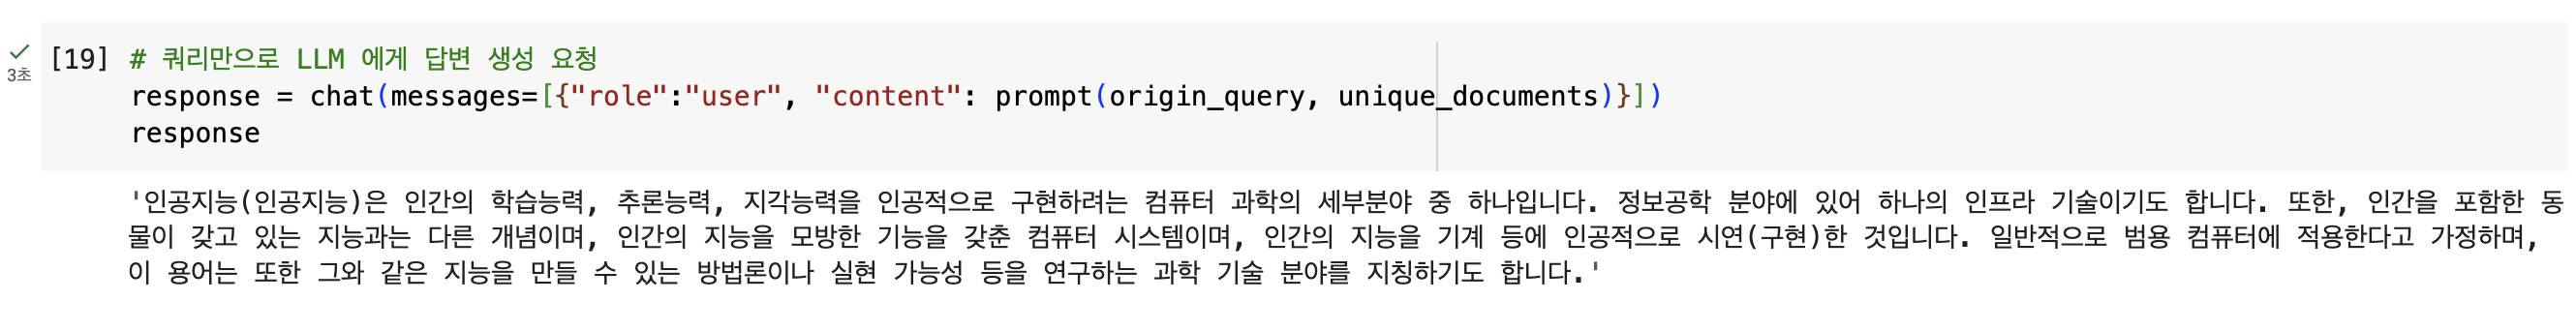 [19] # 쿼리만으로 LLM 에게 답변 생성 요청
3초 response = chat(messages=[{"role":"user", "content": prompt(origin_query, unique_documents)}])
response
'인공지능(인공지능)은 인간의 학습능력, 추론능력, 지각능력을 인공적으로 구현하려는 컴퓨터 과학의 세부분야 중 하나입니다. 정보공학 분야에 있어 하나의 인프라 기술이기도 합니다. 또한, 인간을 포함한 동
물이 갖고 있는 지능과는 다른 개념이며, 인간의 지능을 모방한 기능을 갖춘 컴퓨터 시스템이며, 인간의 지능을 기계 등에 인공적으로 시연(구현)한 것입니다. 일반적으로 범용 컴퓨터에 적용한다고 가정하며,
이 용어는 또한 그와 같은 지능을 만들 수 있는 방법론이나 실현 가능성 등을 연구하는 과학 기술 분야를 지칭하기도 합니다.'